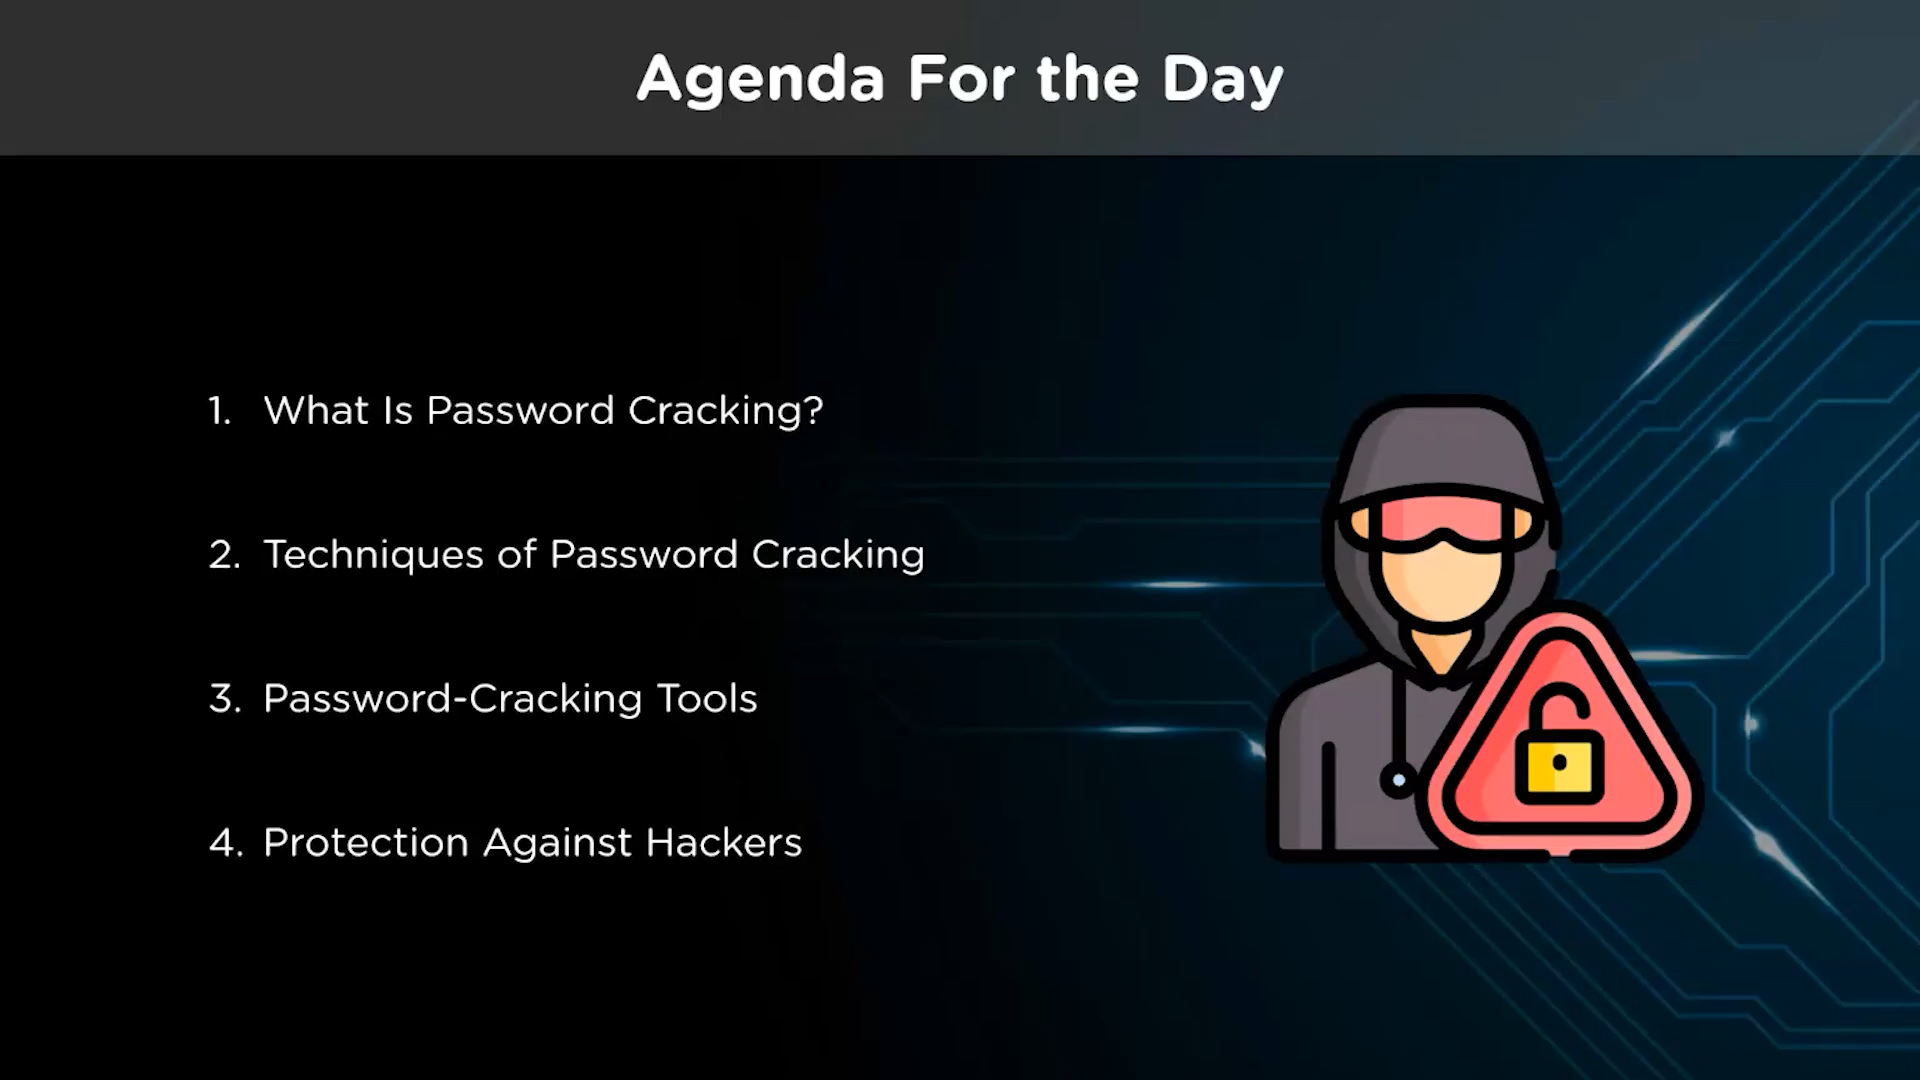 Agenda For the Day
1. What Is Password Cracking?
2. Techniques of Password Cracking
3. Password-Cracking Tools
4. Protection Against Hackers